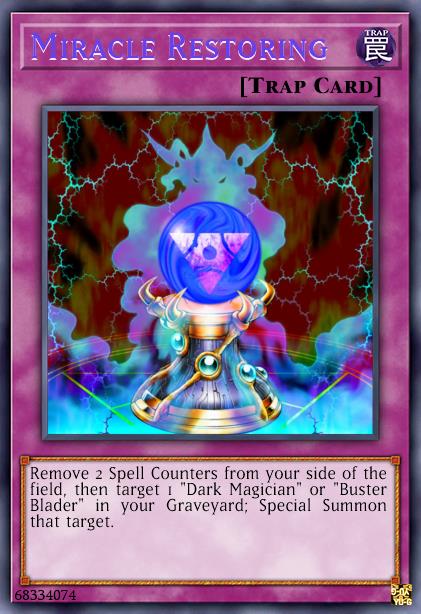 Miracle Restoring
TRAP
罠
[Trap Card]
Remove 2 Spell Counters from your side of the
field, then target 1 "Dark Magician" or "Buster
Blader" in your Graveyard; Special Summon
that target.
68334074